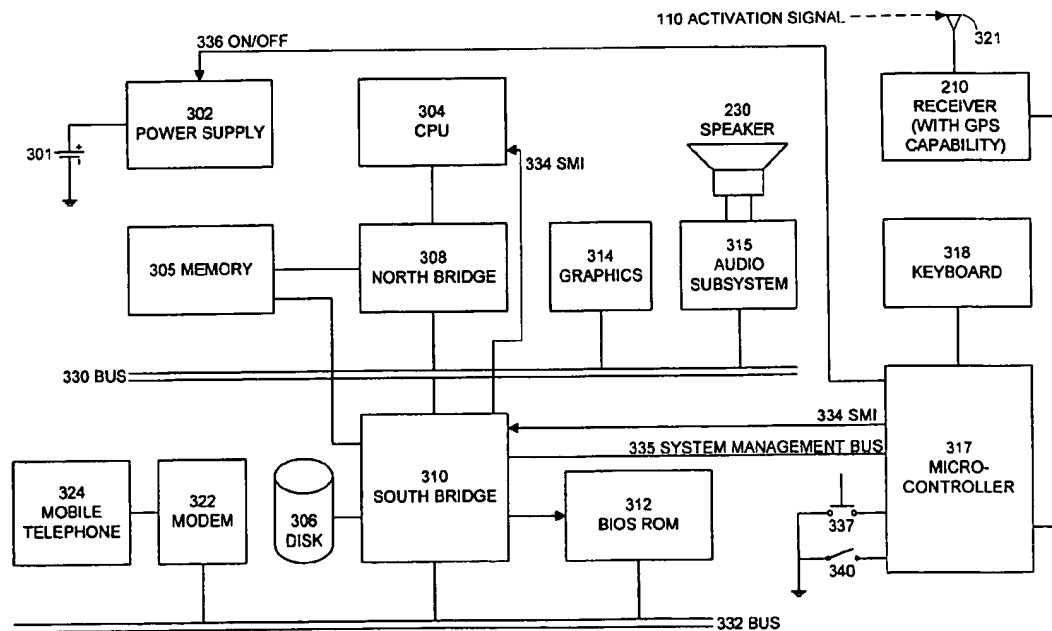 110 ACTIVATION SIGNAL
321
336 ON/OFF
302
POWER SUPPLY
304
CPU
230
SPEAKER
210
RECEIVER
(WITH GPS
CAPABILITY)
301
+
-
334 SMI
305 MEMORY
308
NORTH BRIDGE
314
GRAPHICS
315
AUDIO
SUBSYSTEM
318
KEYBOARD
330 BUS
334 SMI
335 SYSTEM MANAGEMENT BUS
317
MICRO-
CONTROLLER
324
MOBILE
TELEPHONE
322
MODEM
306
DISK
310
SOUTH BRIDGE
312
BIOS ROM
337
340
332 BUS